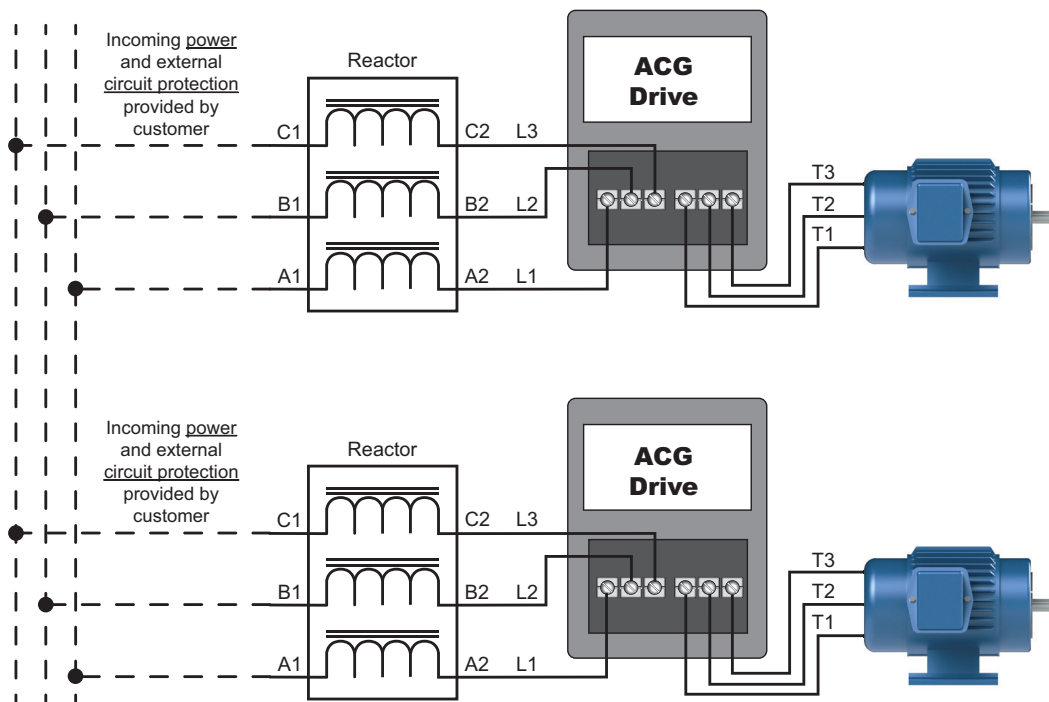 Incoming power
and external
circuit protection
provided by
customer
Reactor
ACG
Drive
C1
C2
L3
B1
B2
L2
A1
A2
L1
T3
T2
T1
Incoming power
and external
circuit protection
provided by
customer
Reactor
ACG
Drive
C1
C2
L3
B1
B2
L2
A1
A2
L1
T3
T2
T1